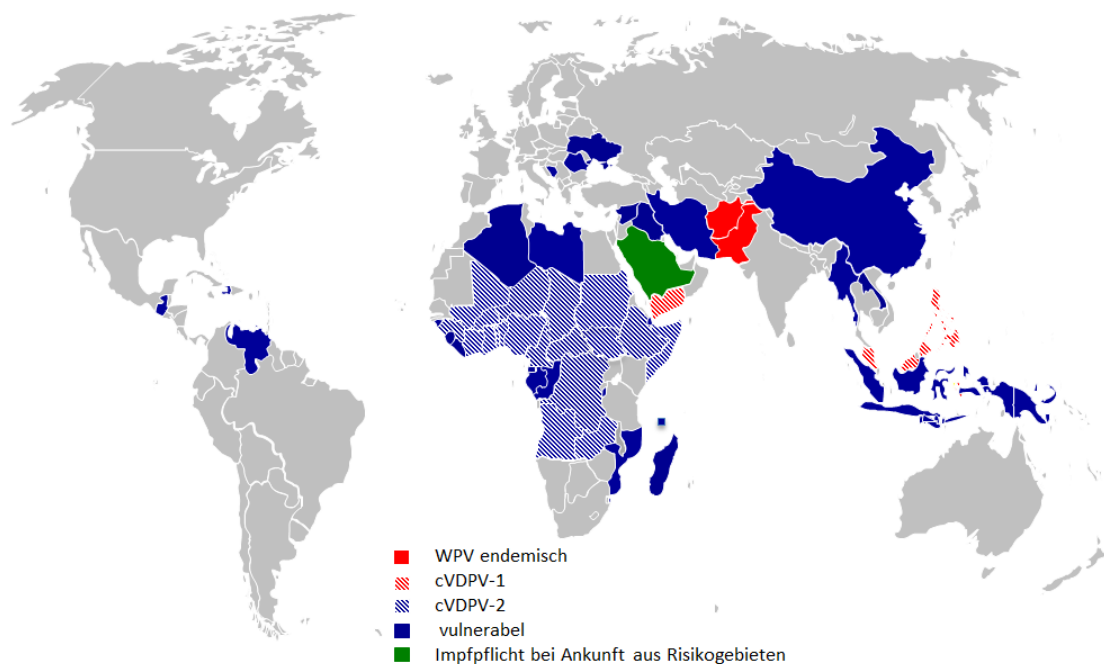 WPV endemisch
cVDPV-1
cVDPV-2
vulnerabel
Impfpflicht bei Ankunft aus Risikogebieten